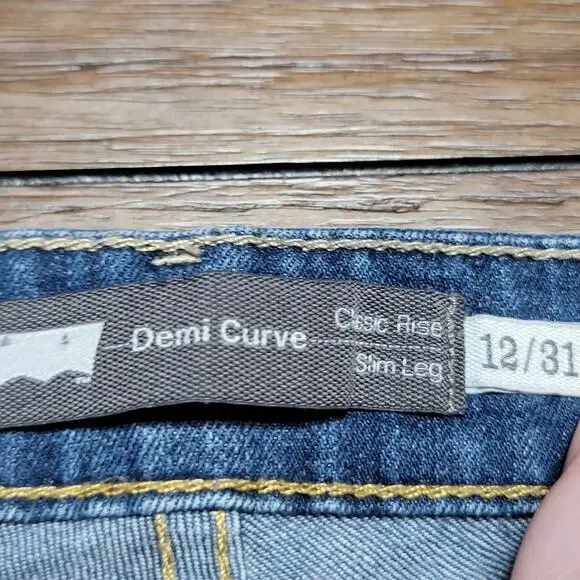 Demi Curve
Classic Rise
Slim Leg
12/31